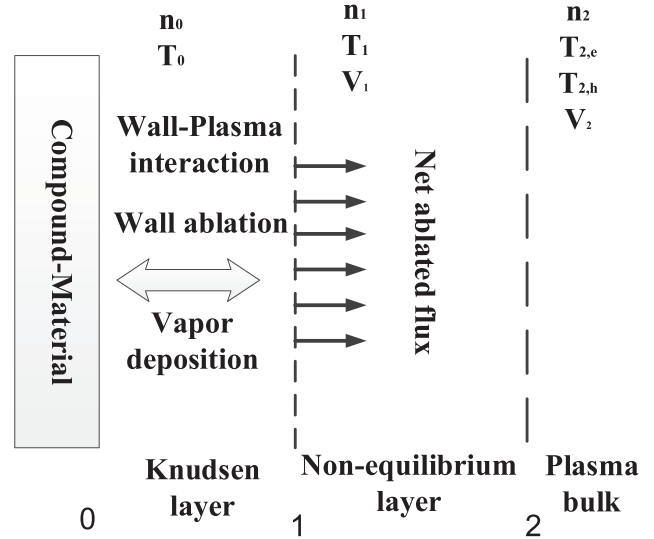 n₀
T₀
n₁
T₁
V₁
n₂
T₂,ₑ
T₂,ₕ
V₂
Compound-Material
Wall-Plasma
interaction
Wall ablation
Vapor
deposition
Net ablated flux
Knudsen
layer
Non-equilibrium
layer
Plasma
bulk
0
1
2